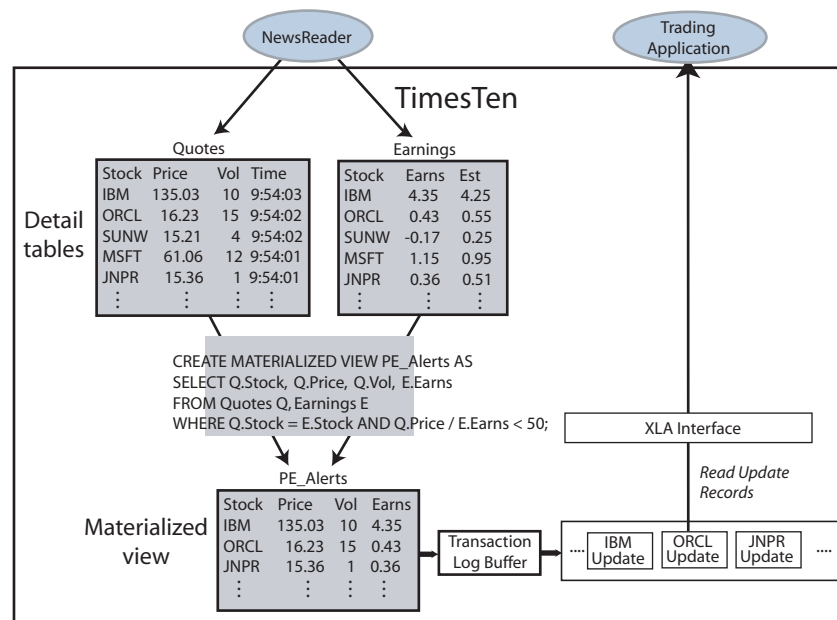 NewsReader
Trading
Application
TimesTen
Quotes
Earnings
Detail
tables
Stock Price Vol Time
IBM 135.03 10 9:54:03
ORCL 16.23 15 9:54:02
SUNW 15.21 4 9:54:02
MSFT 61.06 12 9:54:01
JNPR 15.36 1 9:54:01
⋮ ⋮ ⋮ ⋮
Stock Earns Est
IBM 4.35 4.25
ORCL 0.43 0.55
SUNW -0.17 0.25
MSFT 1.15 0.95
JNPR 0.36 0.51
⋮ ⋮ ⋮
CREATE MATERIALIZED VIEW PE_Alerts AS
SELECT Q.Stock, Q.Price, Q.Vol, E.Earns
FROM Quotes Q, Earnings E
WHERE Q.Stock = E.Stock AND Q.Price / E.Earns < 50;
XLA Interface
Read Update
Records
PE_Alerts
Materialized
view
Stock Price Vol Earns
IBM 135.03 10 4.35
ORCL 16.23 15 0.43
JNPR 15.36 1 0.36
⋮ ⋮ ⋮ ⋮
Transaction
Log Buffer
....
IBM
Update
ORCL
Update
JNPR
Update
....